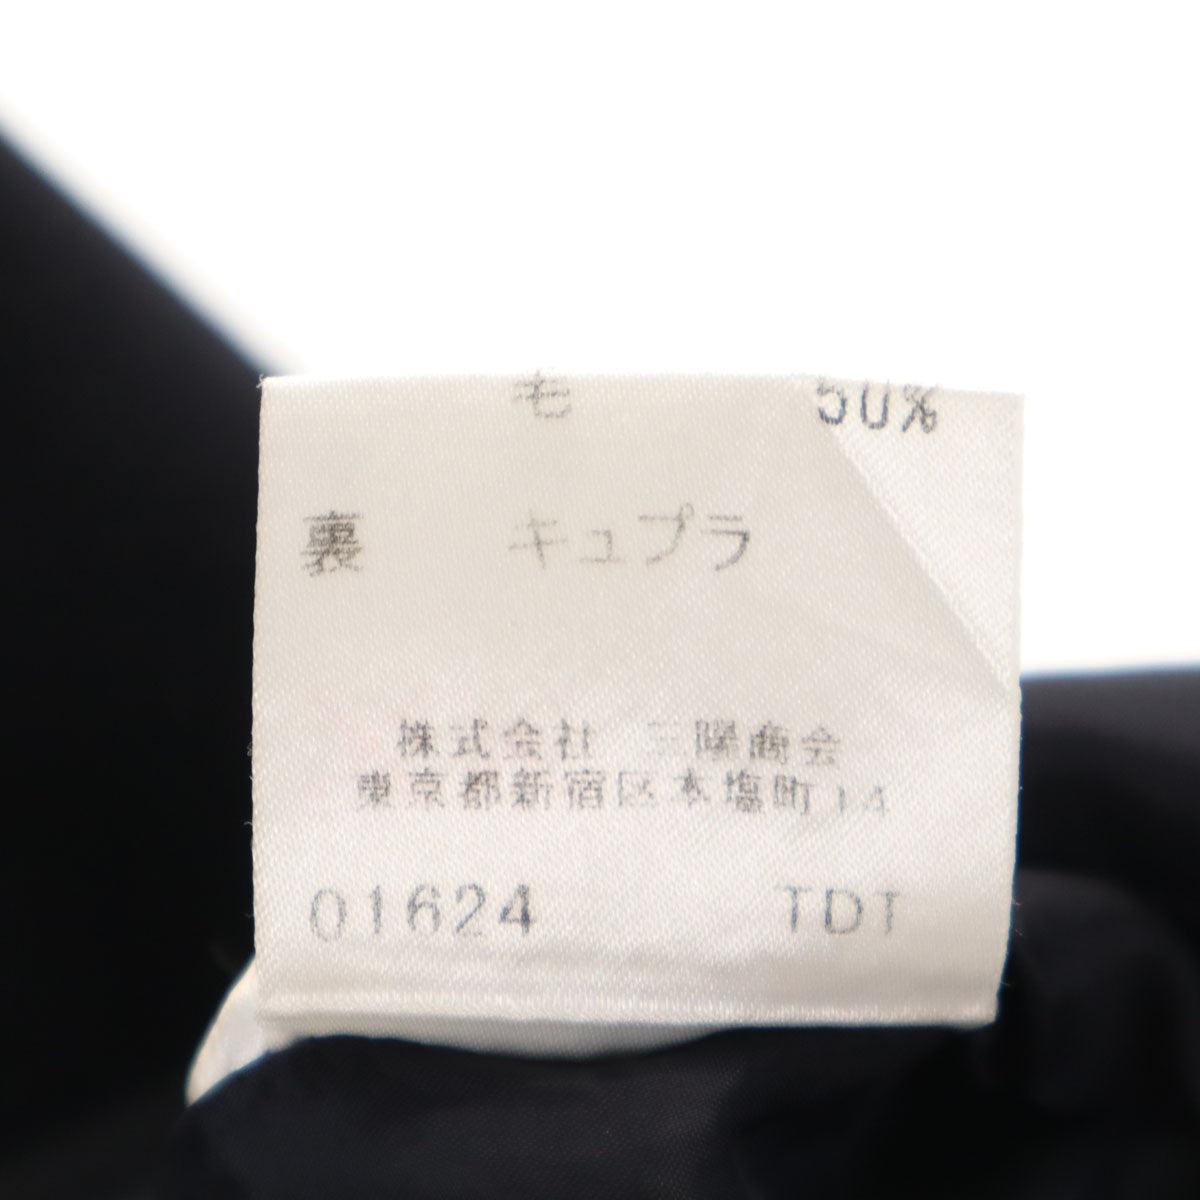 毛 50%
裏 キュプラ
株式会社 三陽商会
東京都新宿区本塩町14
01624 TDT